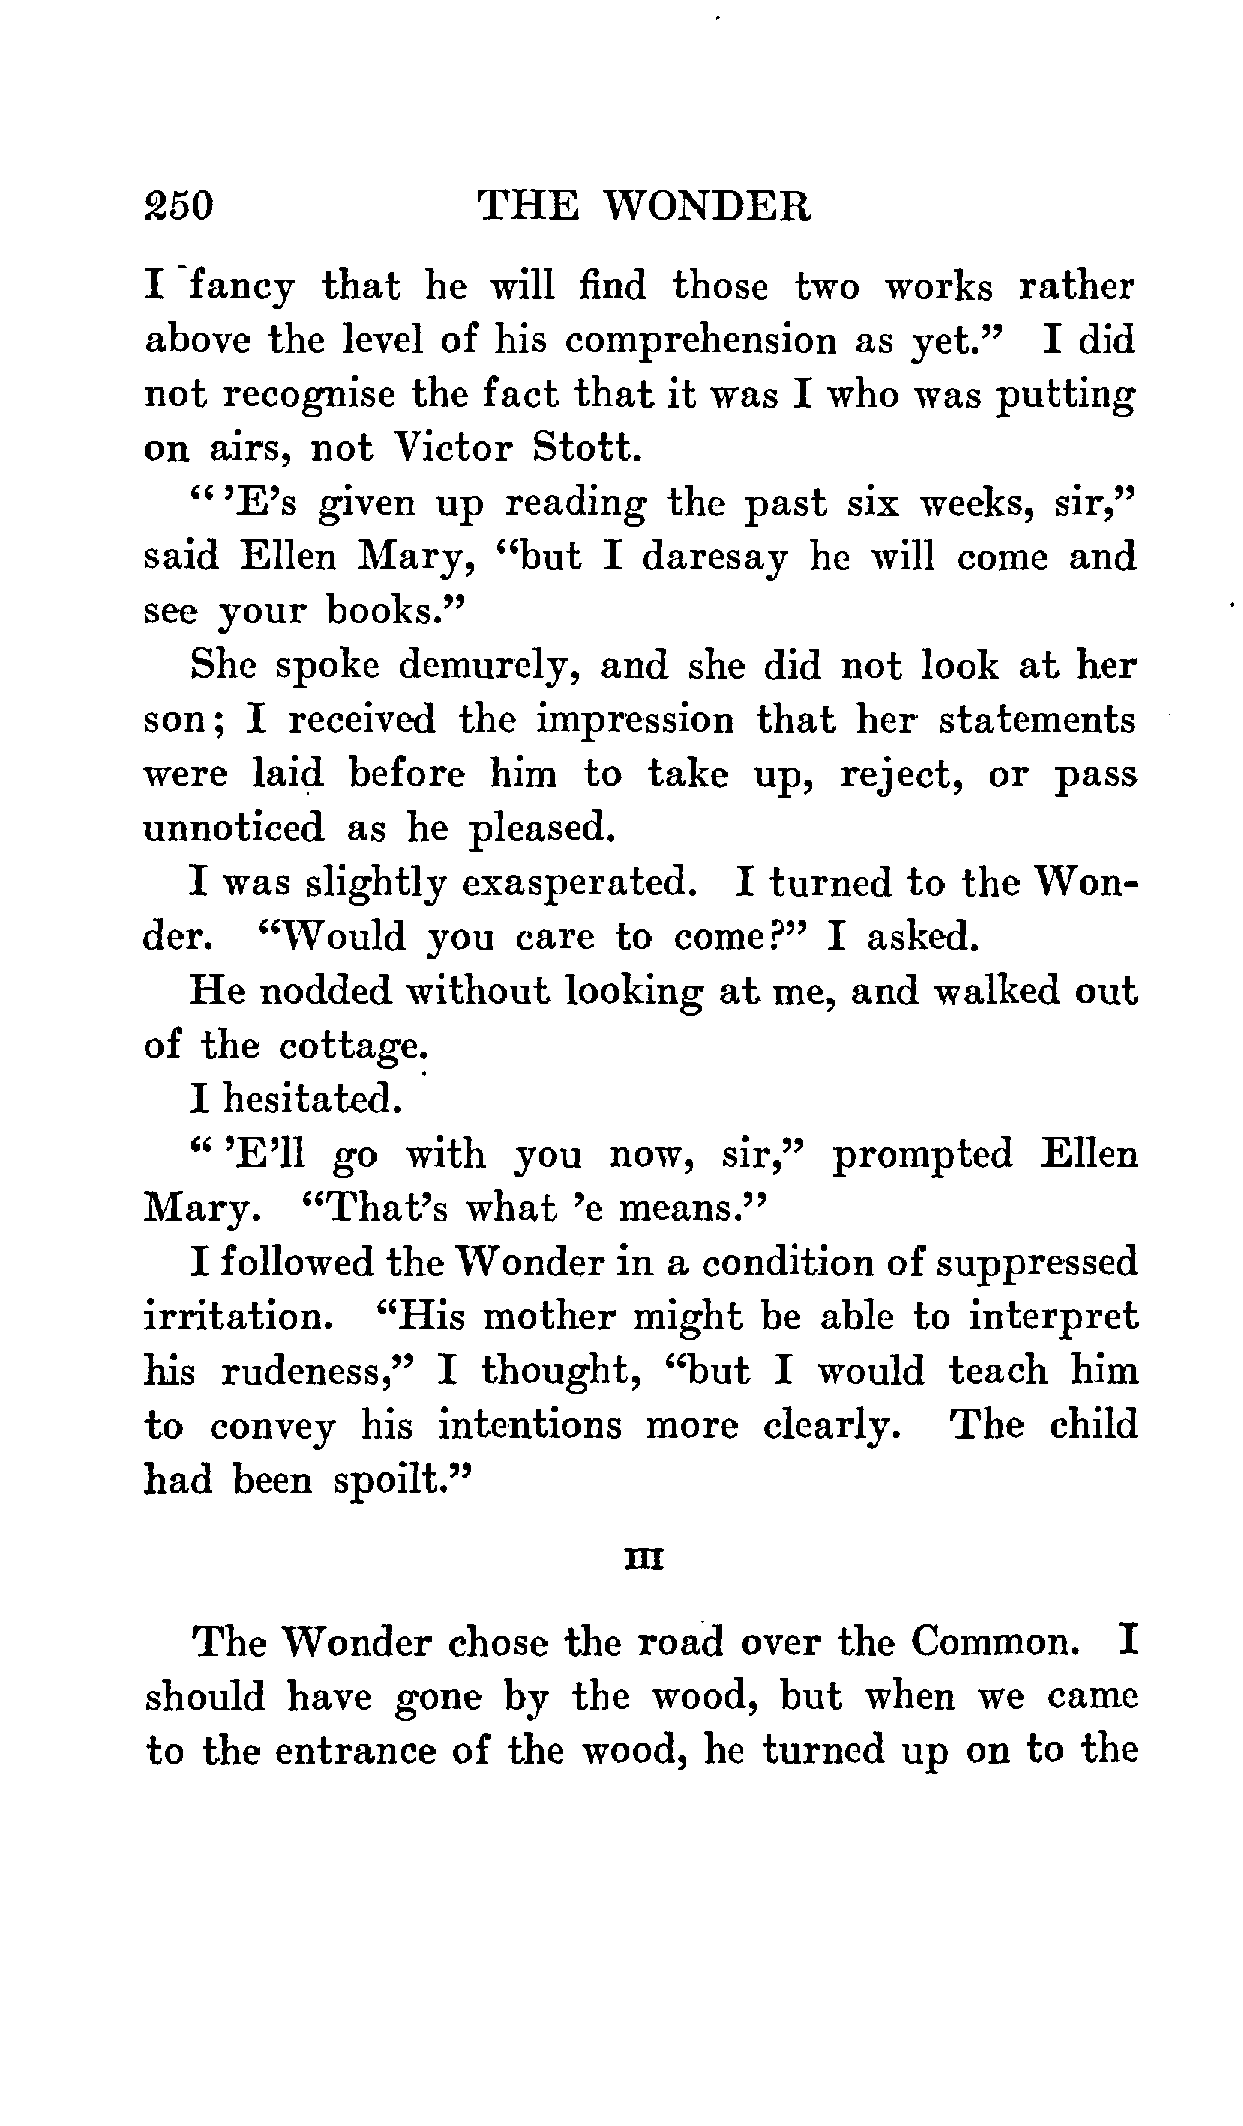 250 THE WONDER
I fancy that he will find those two works rather
above the level of his comprehension as yet.” I did
not recognise the fact that it was I who was putting
on airs, not Victor Stott.
“ ’E’s given up reading the past six weeks, sir,”
said Ellen Mary, “but I daresay he will come and
see your books.”
She spoke demurely, and she did not look at her
son; I received the impression that her statements
were laid before him to take up, reject, or pass
unnoticed as he pleased.
I was slightly exasperated. I turned to the Won-
der. “Would you care to come?” I asked.
He nodded without looking at me, and walked out
of the cottage.
I hesitated.
“ ’E’ll go with you now, sir,” prompted Ellen
Mary. “That’s what ’e means.”
I followed the Wonder in a condition of suppressed
irritation. “His mother might be able to interpret
his rudeness,” I thought, “but I would teach him
to convey his intentions more clearly. The child
had been spoilt.”
III
The Wonder chose the road over the Common. I
should have gone by the wood, but when we came
to the entrance of the wood, he turned up on to the